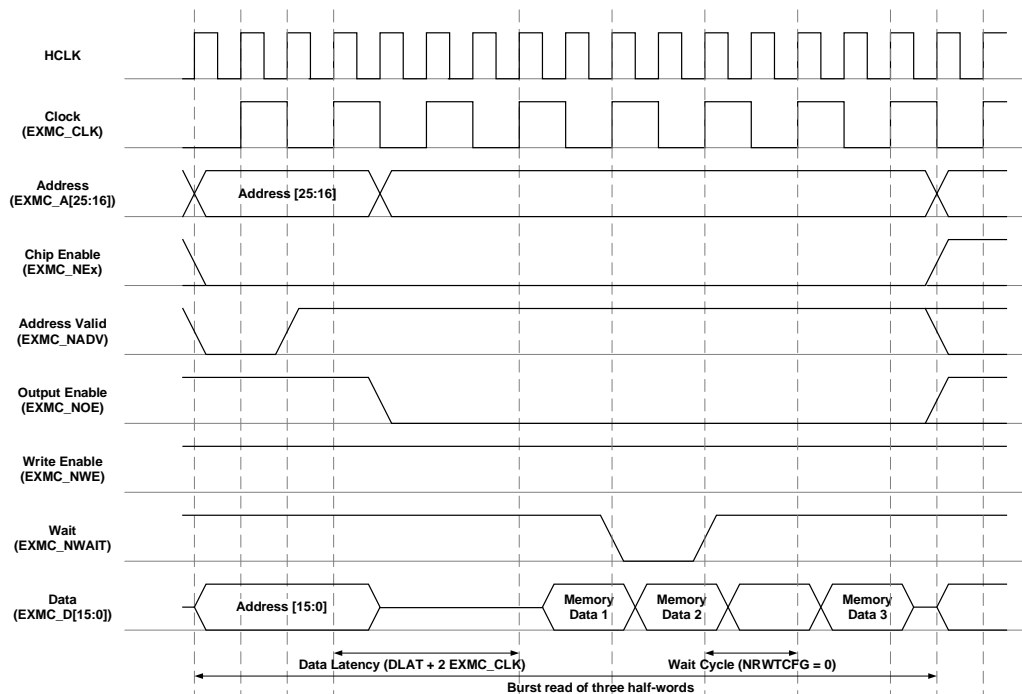 HCLK
Clock
(EXMC_CLK)
Address
(EXMC_A[25:16])
Address [25:16]
Chip Enable
(EXMC_NEx)
Address Valid
(EXMC_NADV)
Output Enable
(EXMC_NOE)
Write Enable
(EXMC_NWE)
Wait
(EXMC_NWAIT)
Data
(EXMC_D[15:0])
Address [15:0]
Memory
Data 1
Memory
Data 2
Memory
Data 3
Data Latency (DLAT + 2 EXMC_CLK)
Wait Cycle (NRWTCFG = 0)
Burst read of three half-words